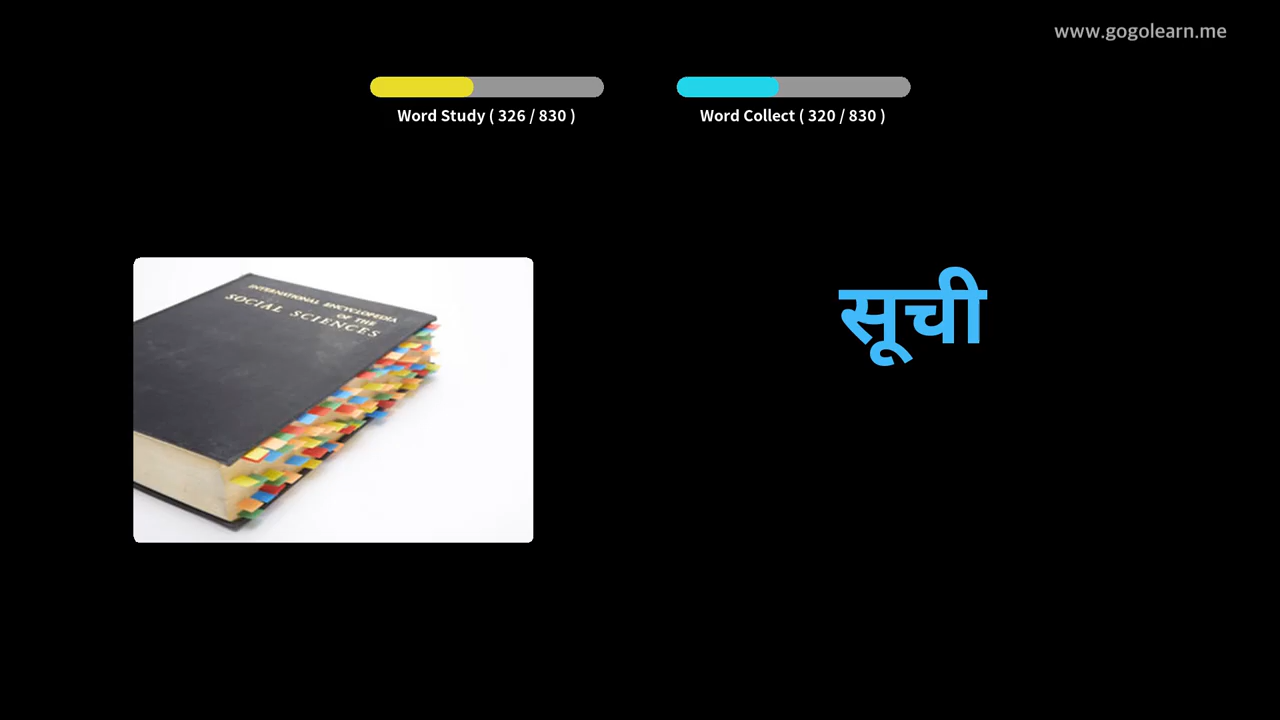 www.gogolearn.me
Word Study ( 326 / 830 )
Word Collect ( 320 / 830 )
INTERNATIONAL ENCYCLOPEDIA
OF THE
SOCIAL SCIENCES
सूची